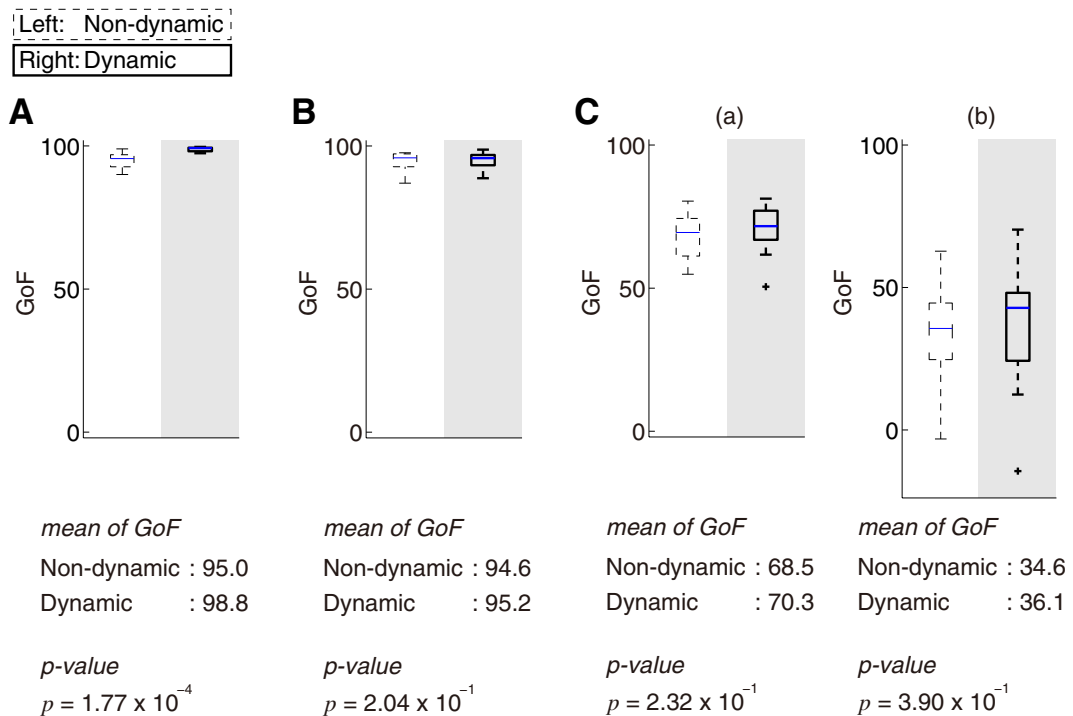 Left: Non-dynamic
Right: Dynamic
A
B
C
(a)
(b)
GoF
100
50
0
GoF
100
50
0
GoF
100
50
0
GoF
100
50
0
mean of GoF
Non-dynamic : 95.0
Dynamic : 98.8
p-value
p = 1.77 x 10⁻⁴
mean of GoF
Non-dynamic : 94.6
Dynamic : 95.2
p-value
p = 2.04 x 10⁻¹
mean of GoF
Non-dynamic : 68.5
Dynamic : 70.3
p-value
p = 2.32 x 10⁻¹
mean of GoF
Non-dynamic : 34.6
Dynamic : 36.1
p-value
p = 3.90 x 10⁻¹